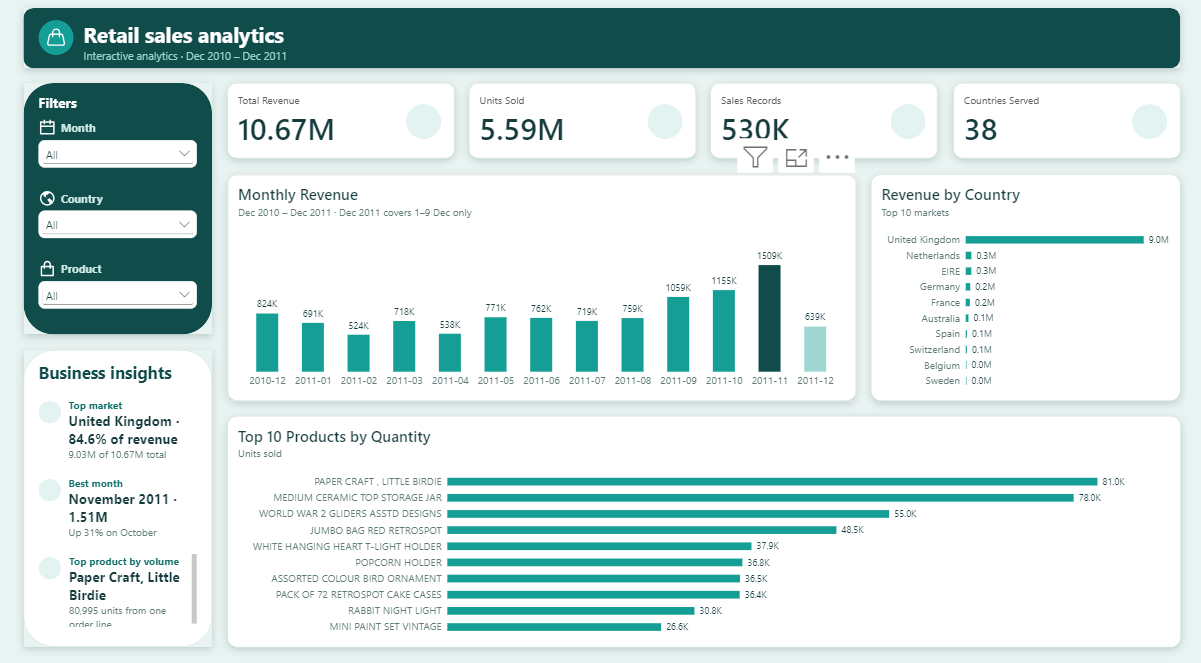 Retail sales analytics
Interactive analytics · Dec 2010 – Dec 2011
Filters
Month
All
Country
All
Product
All
Business insights
Top market
United Kingdom ·
84.6% of revenue
9.03M of 10.67M total
Best month
November 2011 ·
1.51M
Up 31% on October
Top product by volume
Paper Craft, Little
Birdie
80,995 units from one
order line
Total Revenue
10.67M
Units Sold
5.59M
Sales Records
530K
Countries Served
38
Monthly Revenue
Dec 2010 – Dec 2011 · Dec 2011 covers 1–9 Dec only
824K
691K
524K
718K
538K
771K
762K
719K
759K
1059K
1155K
1509K
639K
2010-12 2011-01 2011-02 2011-03 2011-04 2011-05 2011-06 2011-07 2011-08 2011-09 2011-10 2011-11 2011-12
Revenue by Country
Top 10 markets
United Kingdom 9.0M
Netherlands 0.3M
EIRE 0.3M
Germany 0.2M
France 0.2M
Australia 0.1M
Spain 0.1M
Switzerland 0.1M
Belgium 0.0M
Sweden 0.0M
Top 10 Products by Quantity
Units sold
PAPER CRAFT , LITTLE BIRDIE 81.0K
MEDIUM CERAMIC TOP STORAGE JAR 78.0K
WORLD WAR 2 GLIDERS ASSTD DESIGNS 55.0K
JUMBO BAG RED RETROSPOT 48.5K
WHITE HANGING HEART T-LIGHT HOLDER 37.9K
POPCORN HOLDER 36.8K
ASSORTED COLOUR BIRD ORNAMENT 36.5K
PACK OF 72 RETROSPOT CAKE CASES 36.4K
RABBIT NIGHT LIGHT 30.8K
MINI PAINT SET VINTAGE 26.6K